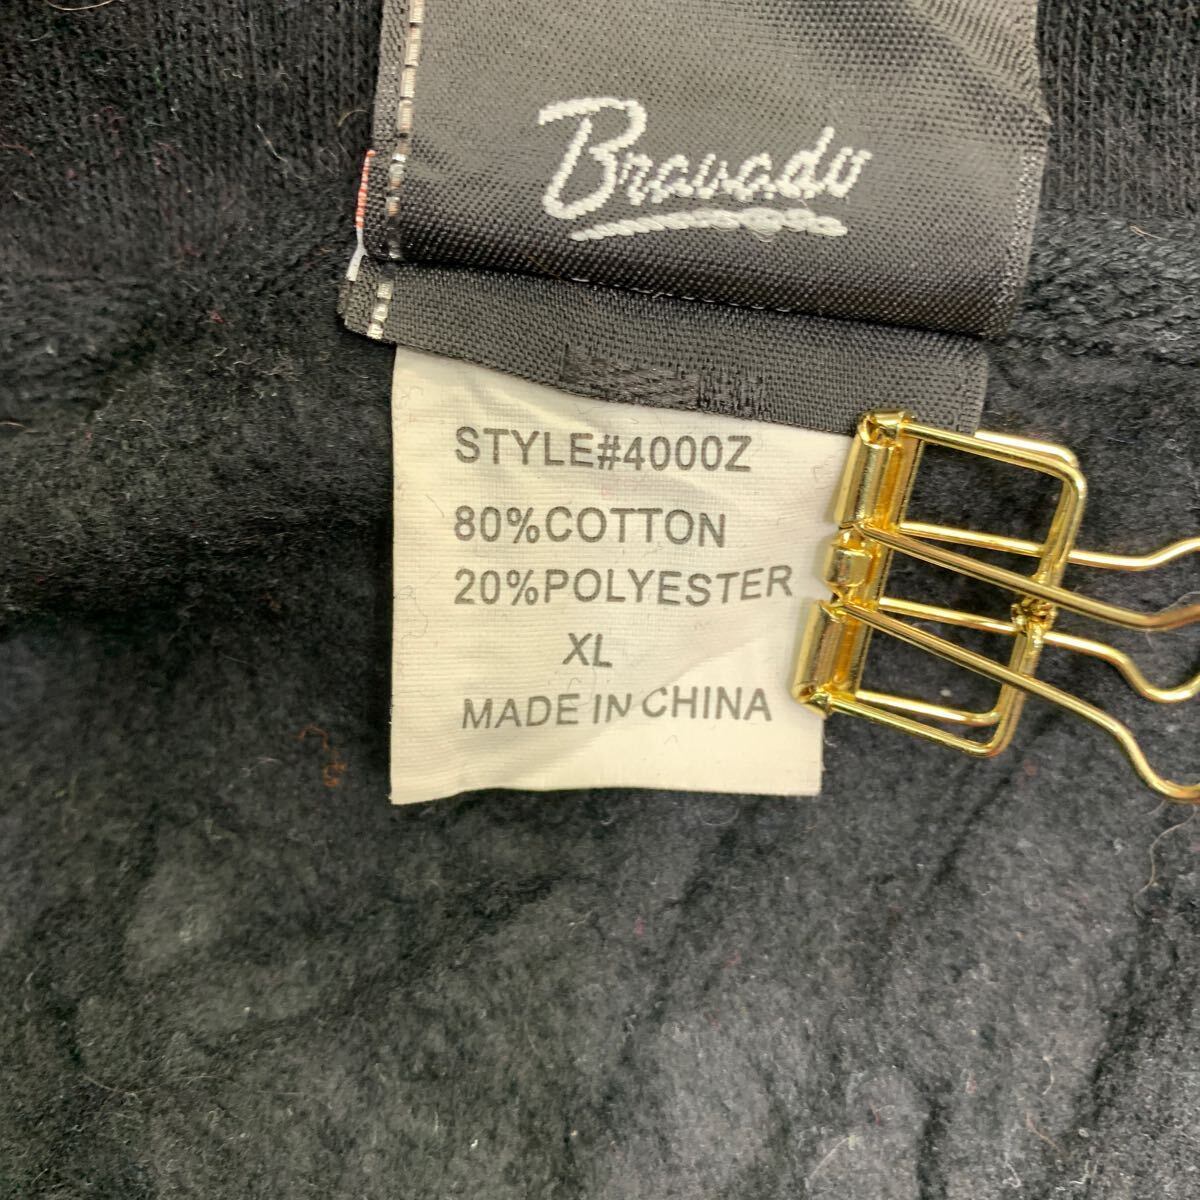 Bravado
STYLE#4000Z
80%COTTON
20%POLYESTER
XL
MADE IN CHINA